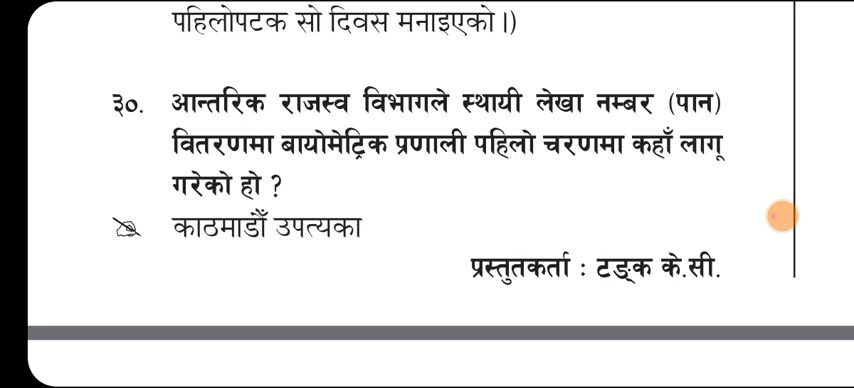 पहिलोपटक सो दिवस मनाइएको ।)
३०. आन्तरिक राजस्व विभागले स्थायी लेखा नम्बर (पान)
वितरणमा बायोमेट्रिक प्रणाली पहिलो चरणमा कहाँ लागू
गरेको हो ?
काठमाडौँ उपत्यका
प्रस्तुतकर्ता : टङ्क के.सी.